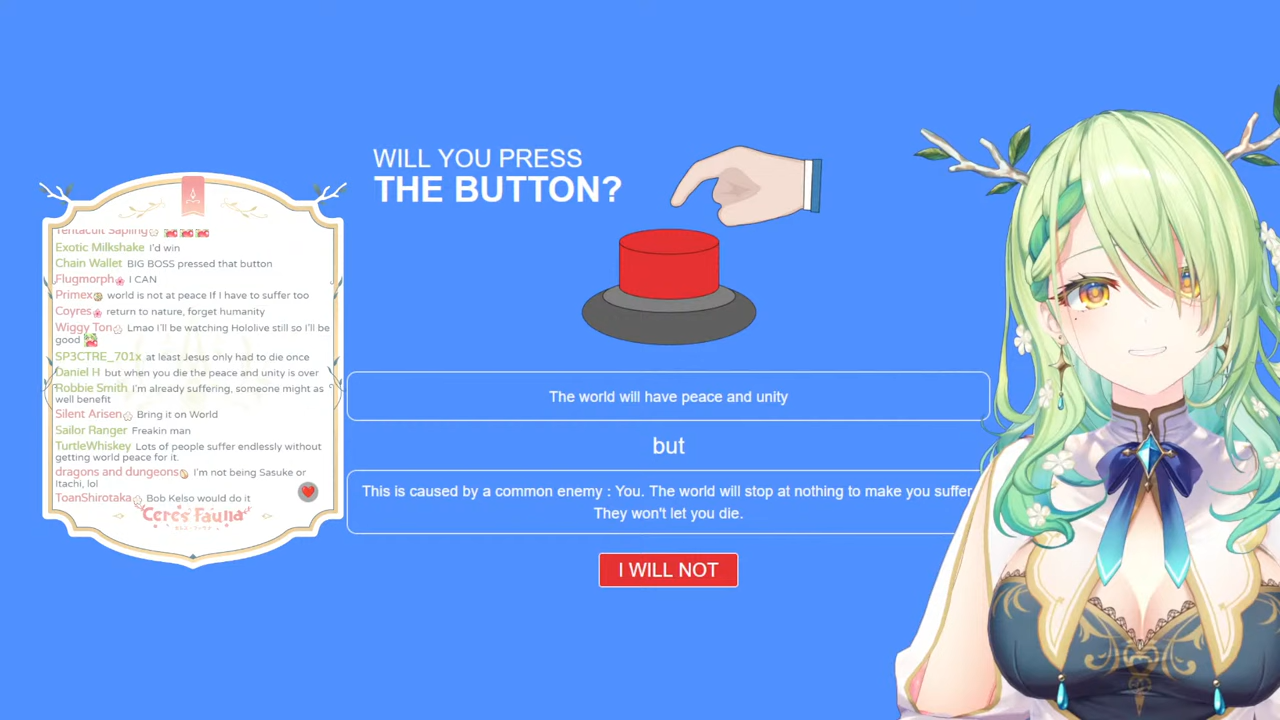 WILL YOU PRESS
THE BUTTON?
Tentacult Sapling
Exotic Milkshake I'd win
Chain Wallet BIG BOSS pressed that button
Flugmorph I CAN
Primex world is not at peace If I have to suffer too
Coyres return to nature, forget humanity
Wiggy Ton Lmao I'll be watching Hololive still so I'll be
good
SP3CTRE_701x at least Jesus only had to die once
Daniel H but when you die the peace and unity is over
Robbie Smith I'm already suffering, someone might as
well benefit
Silent Arisen Bring it on World
Sailor Ranger Freakin man
TurtleWhiskey Lots of people suffer endlessly without
getting world peace for it.
dragons and dungeons I'm not being Sasuke or
Itachi, lol
ToanShirotaka Bob Kelso would do it
Ceres Fauna
The world will have peace and unity
but
This is caused by a common enemy : You. The world will stop at nothing to make you suffer
They won't let you die.
I WILL NOT